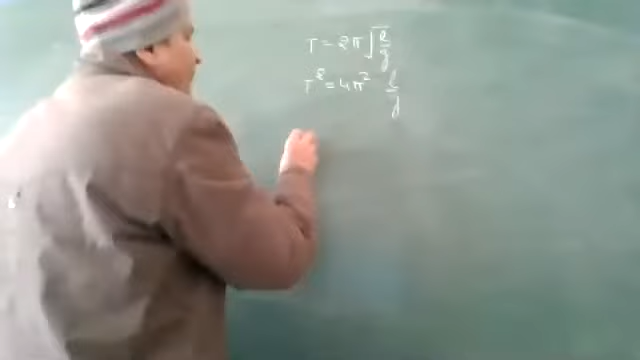 T = 2π √l/g
T² = 4π² l/g